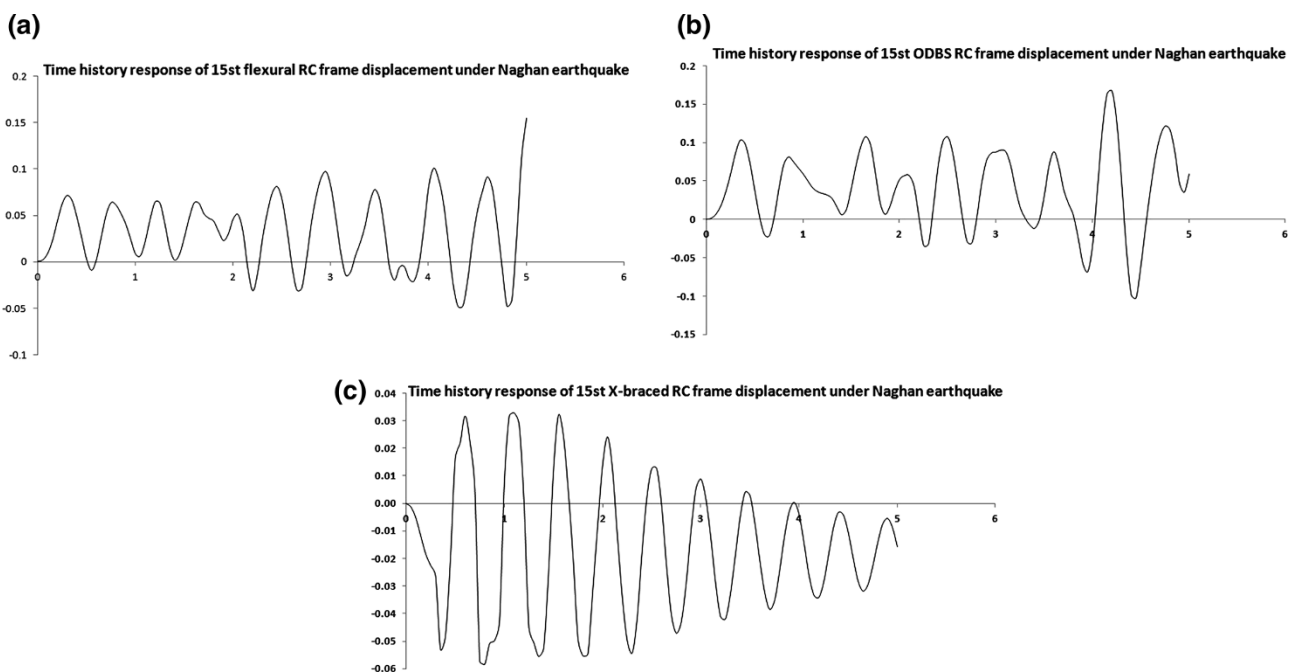 (a)
Time history response of 15st flexural RC frame displacement under Naghan earthquake
0.2
0.15
0.1
0.05
0
-0.05
-0.1
0 1 2 3 4 5 6
(b)
Time history response of 15st ODBS RC frame displacement under Naghan earthquake
0.2
0.15
0.1
0.05
0
-0.05
-0.1
-0.15
0 1 2 3 4 5 6
(c)
Time history response of 15st X-braced RC frame displacement under Naghan earthquake
0.04
0.03
0.02
0.01
0.00
-0.01
-0.02
-0.03
-0.04
-0.05
-0.06
0 1 2 3 4 5 6